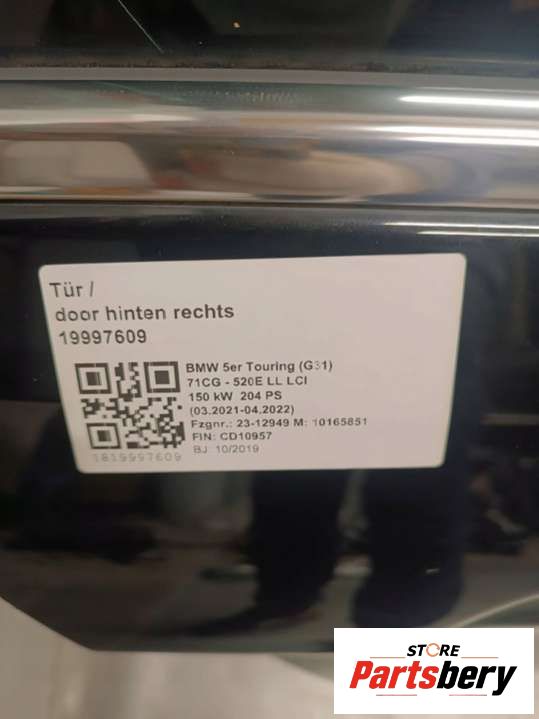 Tür /
door hinten rechts
19997609
BMW 5er Touring (G31)
71CG - 520E LL LCI
150 kW 204 PS
(03.2021-04.2022)
Fzgnr.: 23-12949 M: 10165851
FIN: CD10957
BJ 10/2019
1819997609
STORE
Partsbery